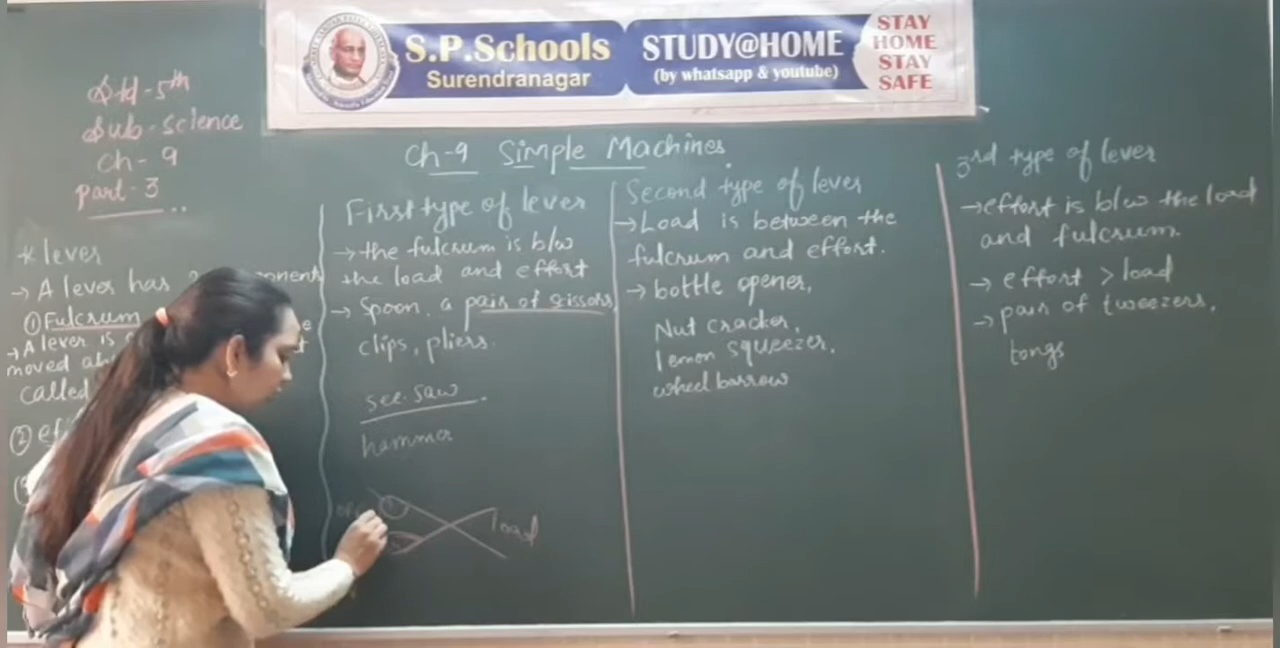 S.P.Schools
Surendranagar
STUDY@HOME
(by whatsapp & youtube)
STAY
HOME
STAY
SAFE
Std-5th
Sub-science
Ch-9
part-3
Ch-9 Simple Machines.
* lever
→ A lever has
① Fulcrum
→ A lever is
moved
called
②
First type of lever
→ the fulcrum is b/w
the load and effort
→ Spoon, a pair of scissors,
clips, pliers.
see-saw
hammer
load
Second type of lever
→ Load is between the
fulcrum and effort.
→ bottle opener,
Nut cracker,
lemon squeezer,
wheel barrow
3rd type of lever
→ effort is b/w the load
and fulcrum.
→ effort > load
→ pair of tweezers,
tongs